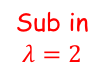 Sub in
λ = 2